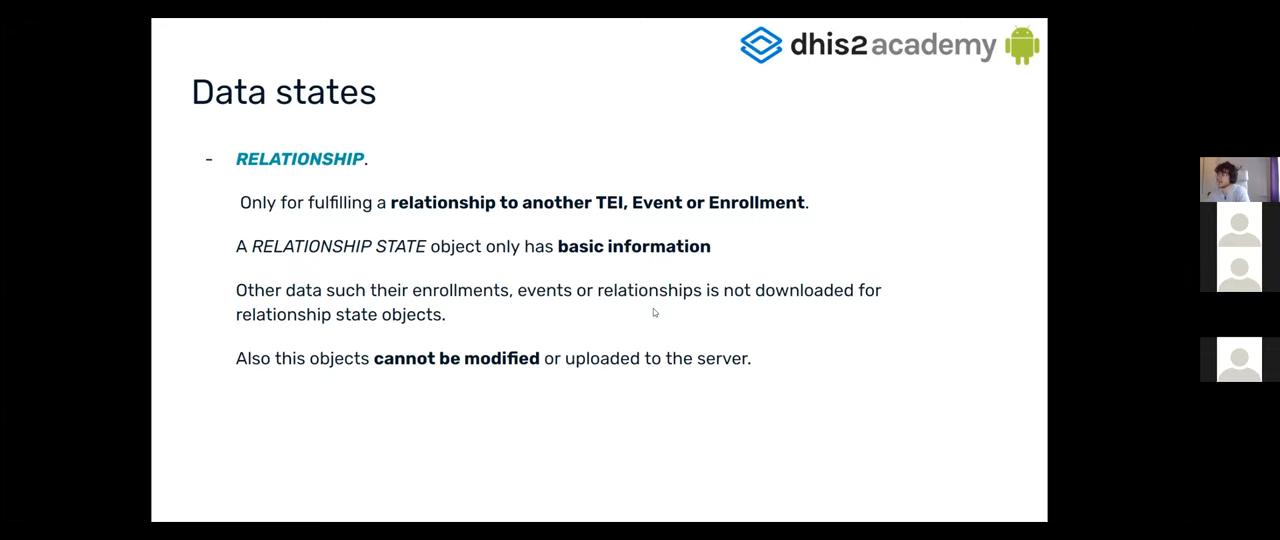 dhis2 academy
Data states
- RELATIONSHIP.
Only for fulfilling a relationship to another TEI, Event or Enrollment.
A RELATIONSHIP STATE object only has basic information
Other data such their enrollments, events or relationships is not downloaded for
relationship state objects.
Also this objects cannot be modified or uploaded to the server.